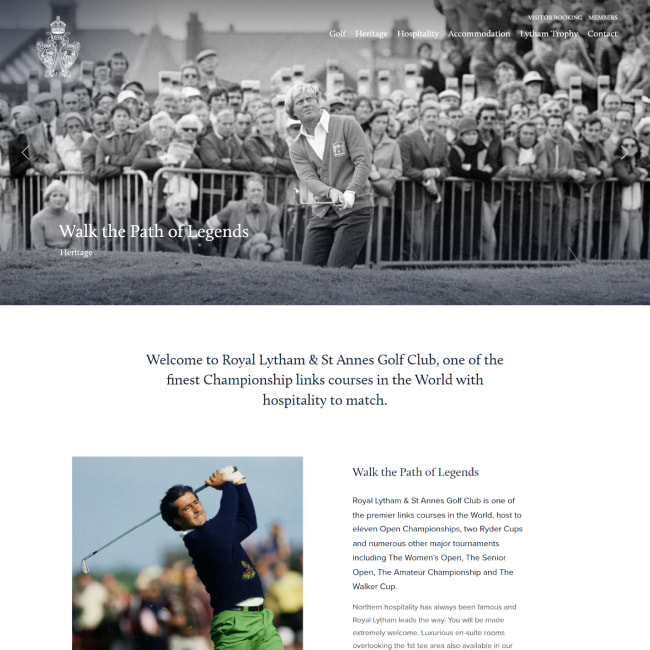 VISITOR BOOKING MEMBERS
Golf Heritage Hospitality Accommodation Lytham Trophy Contact
Walk the Path of Legends
Heritage
Welcome to Royal Lytham & St Annes Golf Club, one of the
finest Championship links courses in the World with
hospitality to match.
Walk the Path of Legends
Royal Lytham & St Annes Golf Club is one of
the premier links courses in the World, host to
eleven Open Championships, two Ryder Cups
and numerous other major tournaments
including The Women's Open, The Senior
Open, The Amateur Championship and The
Walker Cup.
Northern hospitality has always been famous and
Royal Lytham leads the way. You will be made
extremely welcome. Luxurious en-suite rooms
overlooking the 1st tee area also available in our